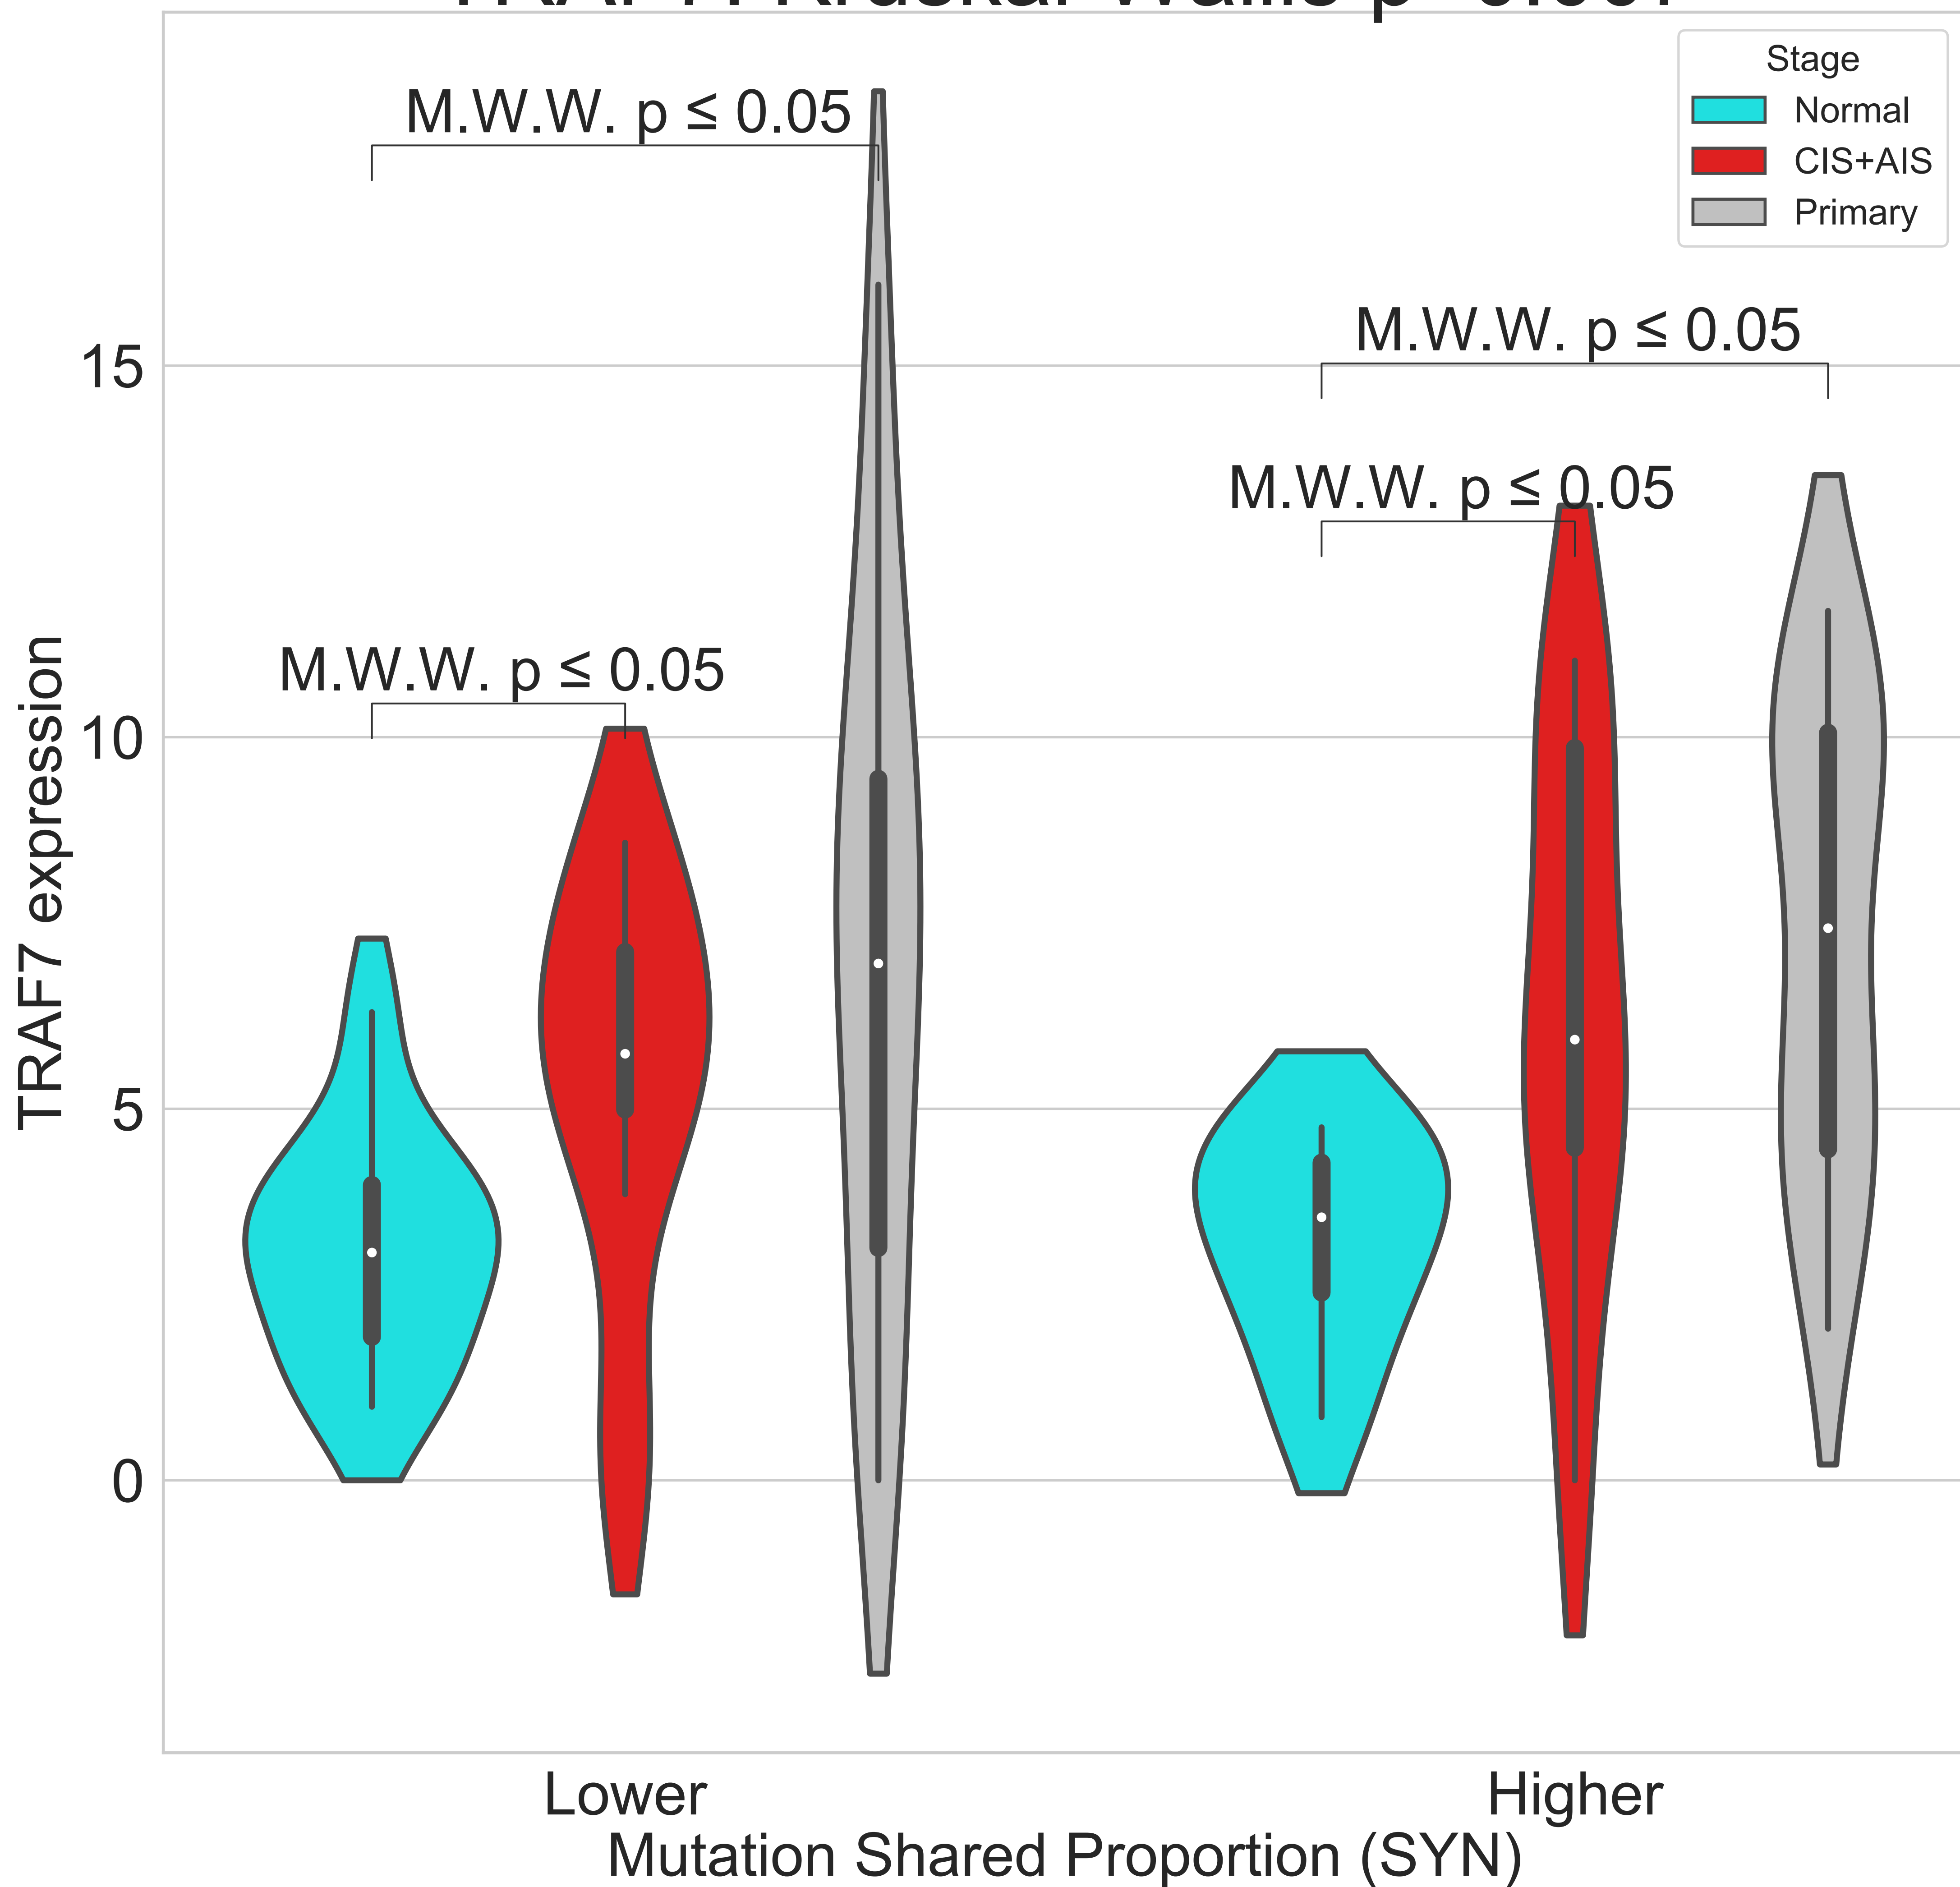 Stage
Normal
CIS+AIS
Primary
M.W.W. p ≤ 0.05
M.W.W. p ≤ 0.05
M.W.W. p ≤ 0.05
M.W.W. p ≤ 0.05
15
10
5
0
TRAF7 expression
Lower
Higher
Mutation Shared Proportion (SYN)